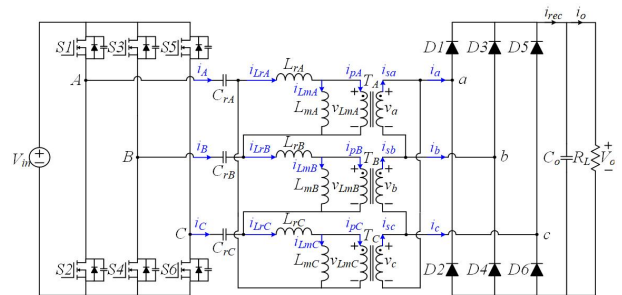 i_rec i_o
S1 S3 S5 D1 D3 D5
i_A i_LrA L_rA i_pA T_A i_sa i_a
A C_rA i_LmA L_mA + v_LmA − + v_a − a
i_B i_LrB L_rB i_pB T_B i_sb i_b
V_in B C_rB i_LmB L_mB + v_LmB − + v_b − b C_o R_L + V_o −
i_C i_LrC L_rC i_pC T_C i_sc i_c
C C_rC i_LmC L_mC + v_LmC − + v_c − c
S2 S4 S6 D2 D4 D6